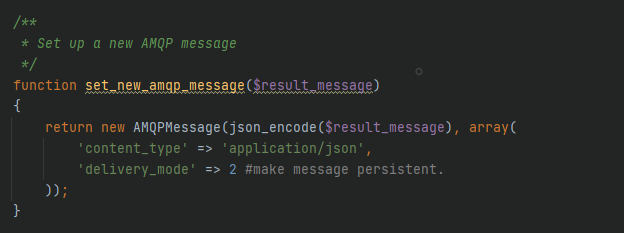 /**
 * Set up a new AMQP message
 */
function set_new_amqp_message($result_message)
{
    return new AMQPMessage(json_encode($result_message), array(
        'content_type' => 'application/json',
        'delivery_mode' => 2 #make message persistent.
    ));
}